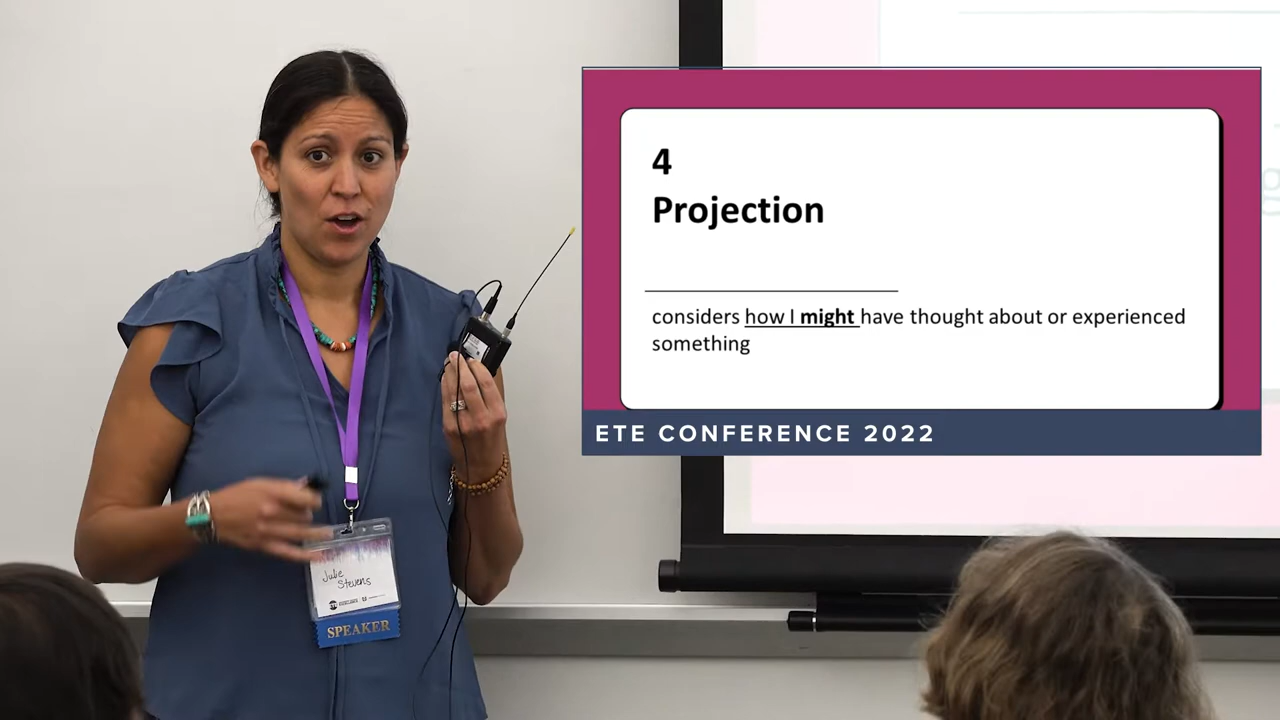 4
Projection
considers how I might have thought about or experienced
something
ETE CONFERENCE 2022
Julie
Stevens
SPEAKER